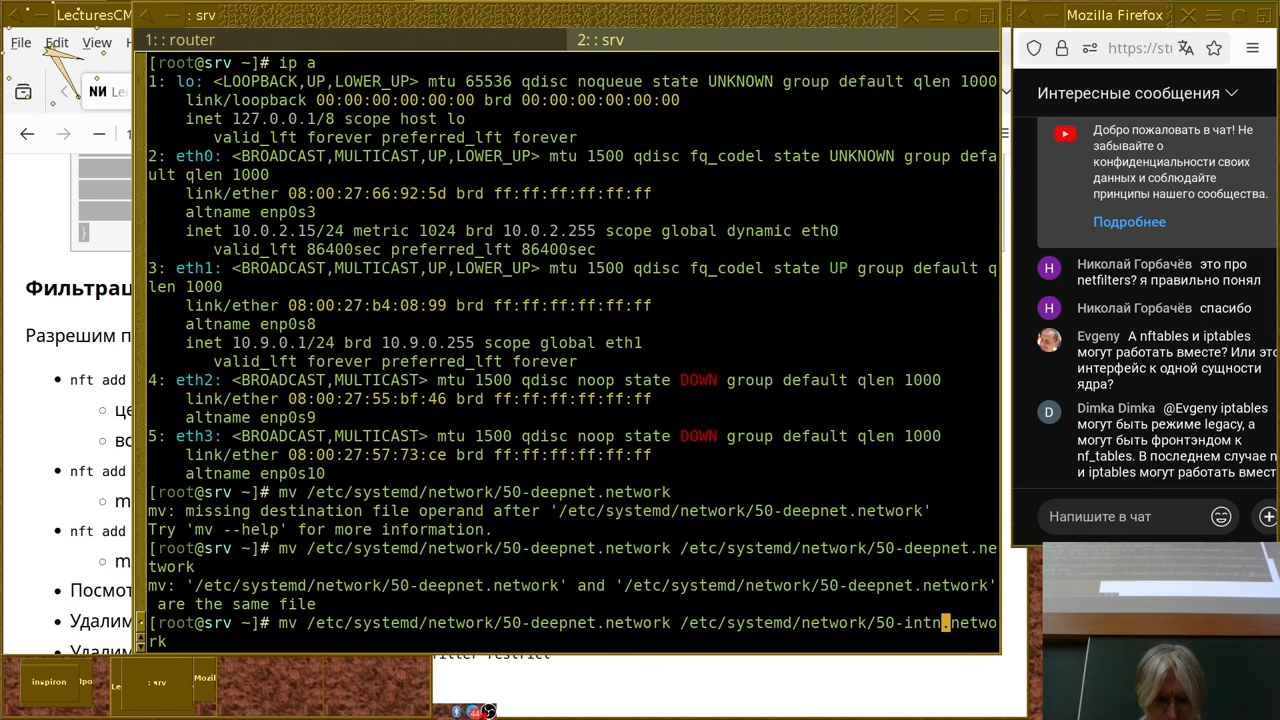 LecturesCM
: srv
Mozilla Firefox
File Edit View
1: : router
2: : srv
https://stu
Интересные сообщения
[root@srv ~]# ip a
1: lo: <LOOPBACK,UP,LOWER_UP> mtu 65536 qdisc noqueue state UNKNOWN group default qlen 1000
link/loopback 00:00:00:00:00:00 brd 00:00:00:00:00:00
inet 127.0.0.1/8 scope host lo
valid_lft forever preferred_lft forever
2: eth0: <BROADCAST,MULTICAST,UP,LOWER_UP> mtu 1500 qdisc fq_codel state UNKNOWN group defa
ult qlen 1000
link/ether 08:00:27:66:92:5d brd ff:ff:ff:ff:ff:ff
altname enp0s3
inet 10.0.2.15/24 metric 1024 brd 10.0.2.255 scope global dynamic eth0
valid_lft 86400sec preferred_lft 86400sec
3: eth1: <BROADCAST,MULTICAST,UP,LOWER_UP> mtu 1500 qdisc fq_codel state UP group default q
len 1000
link/ether 08:00:27:b4:08:99 brd ff:ff:ff:ff:ff:ff
altname enp0s8
inet 10.9.0.1/24 brd 10.9.0.255 scope global eth1
valid_lft forever preferred_lft forever
4: eth2: <BROADCAST,MULTICAST> mtu 1500 qdisc noop state DOWN group default qlen 1000
link/ether 08:00:27:55:bf:46 brd ff:ff:ff:ff:ff:ff
altname enp0s9
5: eth3: <BROADCAST,MULTICAST> mtu 1500 qdisc noop state DOWN group default qlen 1000
link/ether 08:00:27:57:73:ce brd ff:ff:ff:ff:ff:ff
altname enp0s10
[root@srv ~]# mv /etc/systemd/network/50-deepnet.network
mv: missing destination file operand after '/etc/systemd/network/50-deepnet.network'
Try 'mv --help' for more information.
[root@srv ~]# mv /etc/systemd/network/50-deepnet.network /etc/systemd/network/50-deepnet.ne
twork
mv: '/etc/systemd/network/50-deepnet.network' and '/etc/systemd/network/50-deepnet.network'
are the same file
[root@srv ~]# mv /etc/systemd/network/50-deepnet.network /etc/systemd/network/50-intn.netwo
rk
}
Фильтрац
Разрешим п
nft add
це
вс
nft add
m
nft add
m
Посмот
Удалим
Удалим
filter restrict
Добро пожаловать в чат! Не
забывайте о
конфиденциальности своих
данных и соблюдайте
принципы нашего сообщества.
Подробнее
Н Николай Горбачёв это про
netfilters? я правильно понял
Н Николай Горбачёв спасибо
Evgeny А nftables и iptables
могут работать вместе? Или это
интерфейс к одной сущности
ядра?
D Dimka Dimka @Evgeny iptables
могут быть режиме legacy, а
могут быть фронтэндом к
nf_tables. В последнем случае n
и iptables могут работать вмест
Напишите в чат
inspiron
: srv
Mozil
44